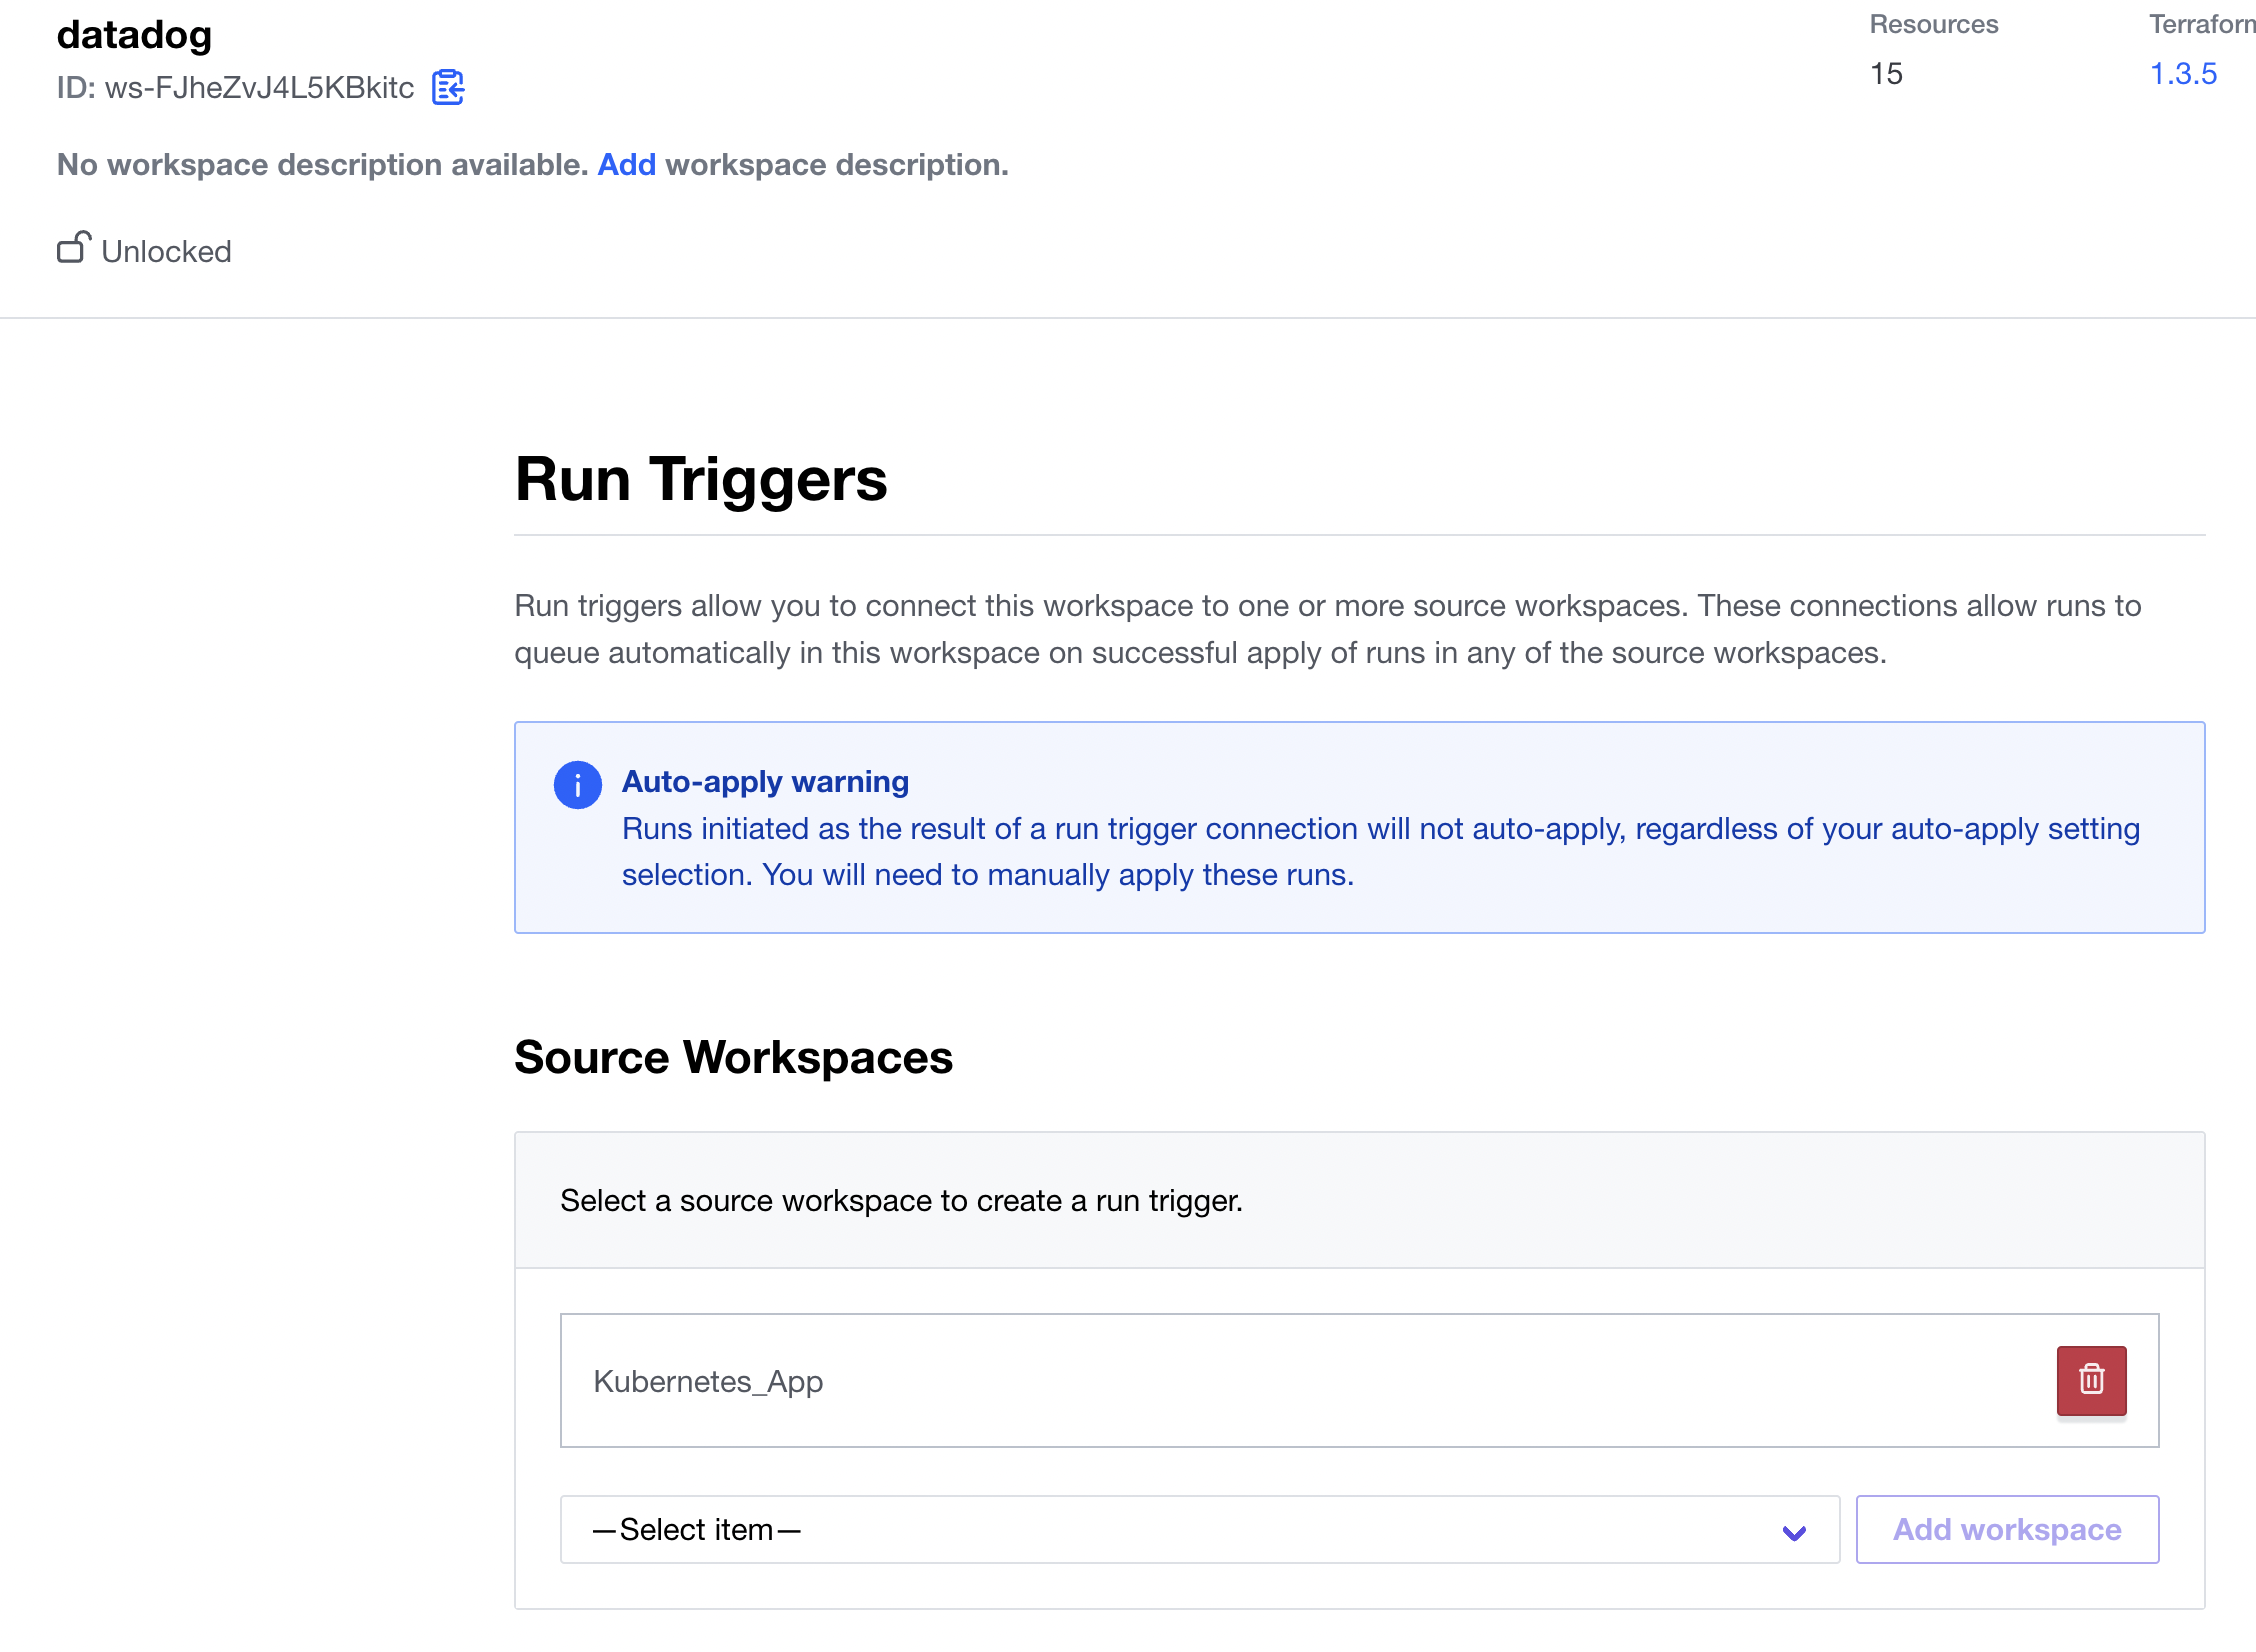 datadog
ID: ws-FJheZvJ4L5KBkitc
No workspace description available. Add workspace description.
Unlocked
Resources
15
Terraform
1.3.5
Run Triggers
Run triggers allow you to connect this workspace to one or more source workspaces. These connections allow runs to
queue automatically in this workspace on successful apply of runs in any of the source workspaces.
Auto-apply warning
Runs initiated as the result of a run trigger connection will not auto-apply, regardless of your auto-apply setting
selection. You will need to manually apply these runs.
Source Workspaces
Select a source workspace to create a run trigger.
Kubernetes_App
—Select item—
Add workspace